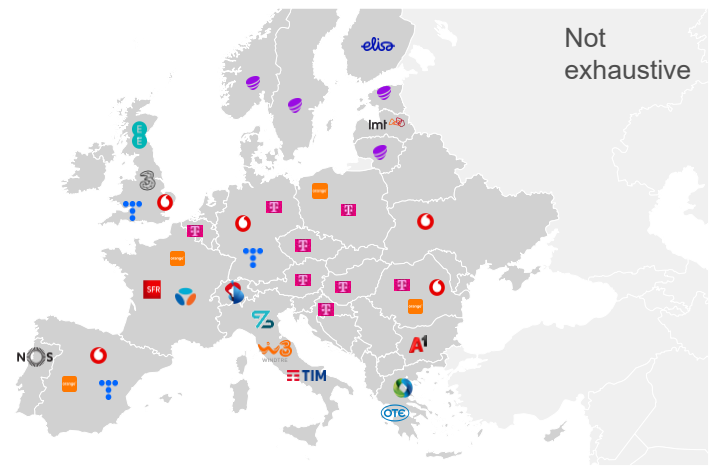 Not
exhaustive
elisa
lmt
E
E
3
orange
T
T
T
orange
T
SFR
T
T
T
T
T
orange
WINDTRE
TIM
A1
NOS
orange
OTE